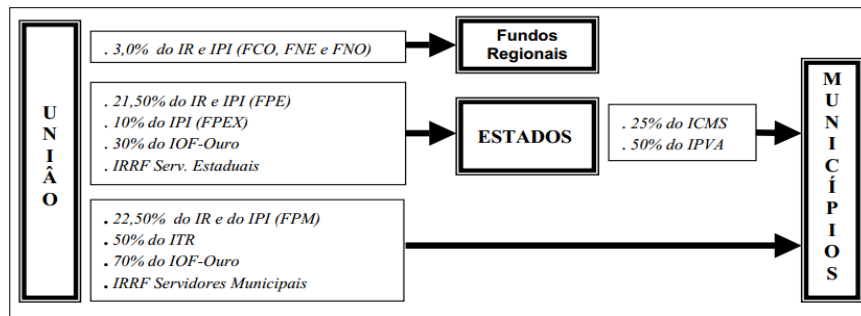 UNIÂO
. 3,0% do IR e IPI (FCO, FNE e FNO)
Fundos
Regionais
. 21,50% do IR e IPI (FPE)
. 10% do IPI (FPEX)
. 30% do IOF-Ouro
. IRRF Serv. Estaduais
ESTADOS
. 25% do ICMS
. 50% do IPVA
. 22,50% do IR e do IPI (FPM)
. 50% do ITR
. 70% do IOF-Ouro
. IRRF Servidores Municipais
MUNICÍPIOS